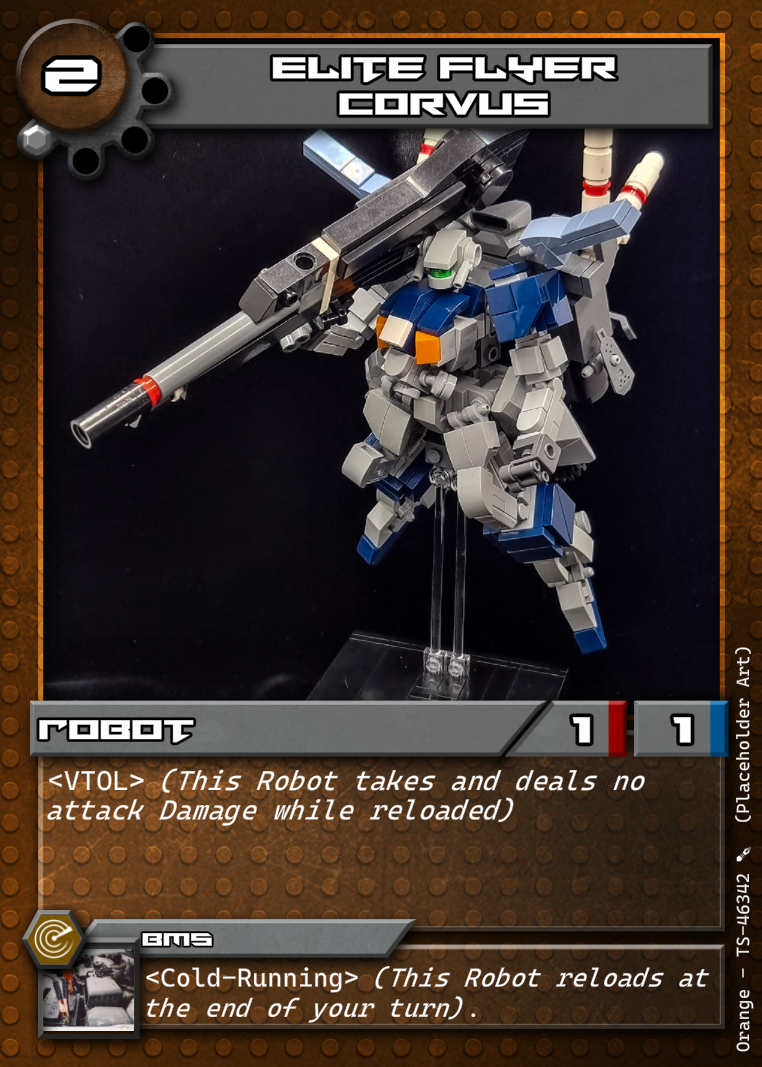 2
ELITE FLYER
CORVUS
ROBOT
1
1
<VTOL> (This Robot takes and deals no
attack Damage while reloaded)
BMS
<Cold-Running> (This Robot reloads at
the end of your turn).
Orange - TS-46342 ✒ (Placeholder Art)